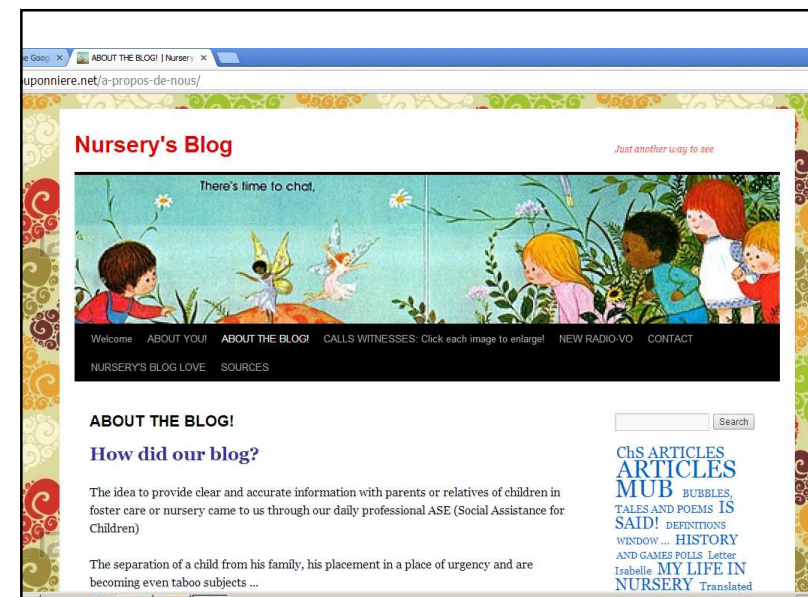 e Googl × ABOUT THE BLOG! | Nursery ×
uponniere.net/a-propos-de-nous/
Nursery's Blog
Just another way to see
There's time to chat,
Welcome ABOUT YOU! ABOUT THE BLOG! CALLS WITNESSES: Click each image to enlarge! NEW RADIO-VO CONTACT
NURSERY'S BLOG LOVE SOURCES
ABOUT THE BLOG!
Search
How did our blog?
The idea to provide clear and accurate information with parents or relatives of children in
foster care or nursery came to us through our daily professional ASE (Social Assistance for
Children)
The separation of a child from his family, his placement in a place of urgency and are
becoming even taboo subjects ...
ChS ARTICLES
ARTICLES
MUB BUBBLES,
TALES AND POEMS IS
SAID! DEFINITIONS
WINDOW ... HISTORY
AND GAMES POLLS Letter
Isabelle MY LIFE IN
NURSERY Translated